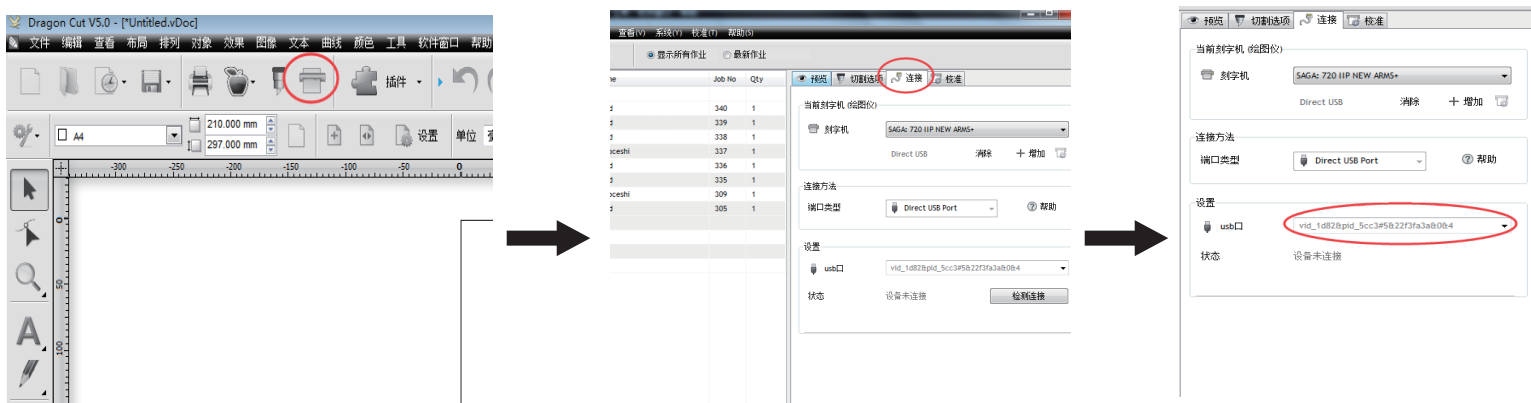 Dragon Cut V5.0 - [*Untitled.vDoc]
文件 编辑 查看 布局 排列 对象 效果 图像 文本 曲线 颜色 工具 软件窗口 帮助
插件
A4
210.000 mm
297.000 mm
设置 单位
-300 -250 -200 -150 -100 -50 0
0
50
100
查看(V) 系统(Y) 校准(T) 帮助(S)
显示所有作业 最新作业
Job No Qty
340 1
339 1
338 1
337 1
336 1
335 1
309 1
305 1
预览 切割选项 连接 校准
当前刻字机 (绘图仪)
刻字机 SAGA: 720 IIP NEW ARM5+
Direct USB 消除 增加
连接方法
端口类型 Direct USB Port 帮助
设置
usb口 vid_1d82&pid_5cc3#5&22f3fa3a&0&4
状态 设备未连接 检测连接
预览 切割选项 连接 校准
当前刻字机 (绘图仪)
刻字机 SAGA: 720 IIP NEW ARM5+
Direct USB 消除 增加
连接方法
端口类型 Direct USB Port 帮助
设置
usb口 vid_1d82&pid_5cc3#5&22f3fa3a&0&4
状态 设备未连接